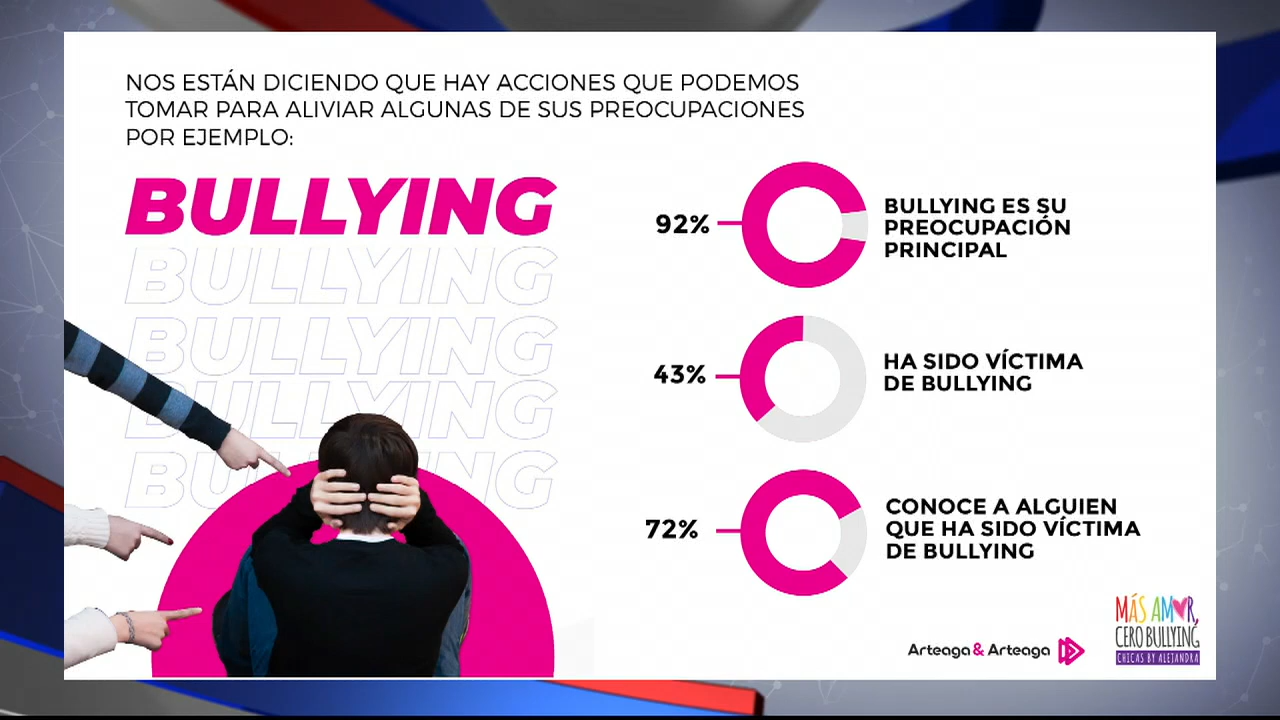 NOS ESTÁN DICIENDO QUE HAY ACCIONES QUE PODEMOS
TOMAR PARA ALIVIAR ALGUNAS DE SUS PREOCUPACIONES
POR EJEMPLO:
BULLYING
BULLYING
BULLYING
BULLYING
BULLYING
92%
BULLYING ES SU
PREOCUPACIÓN
PRINCIPAL
43%
HA SIDO VÍCTIMA
DE BULLYING
72%
CONOCE A ALGUIEN
QUE HA SIDO VÍCTIMA
DE BULLYING
Arteaga & Arteaga
MÁS AMOR,
CERO BULLYING
CHICAS BY ALEJANDRA